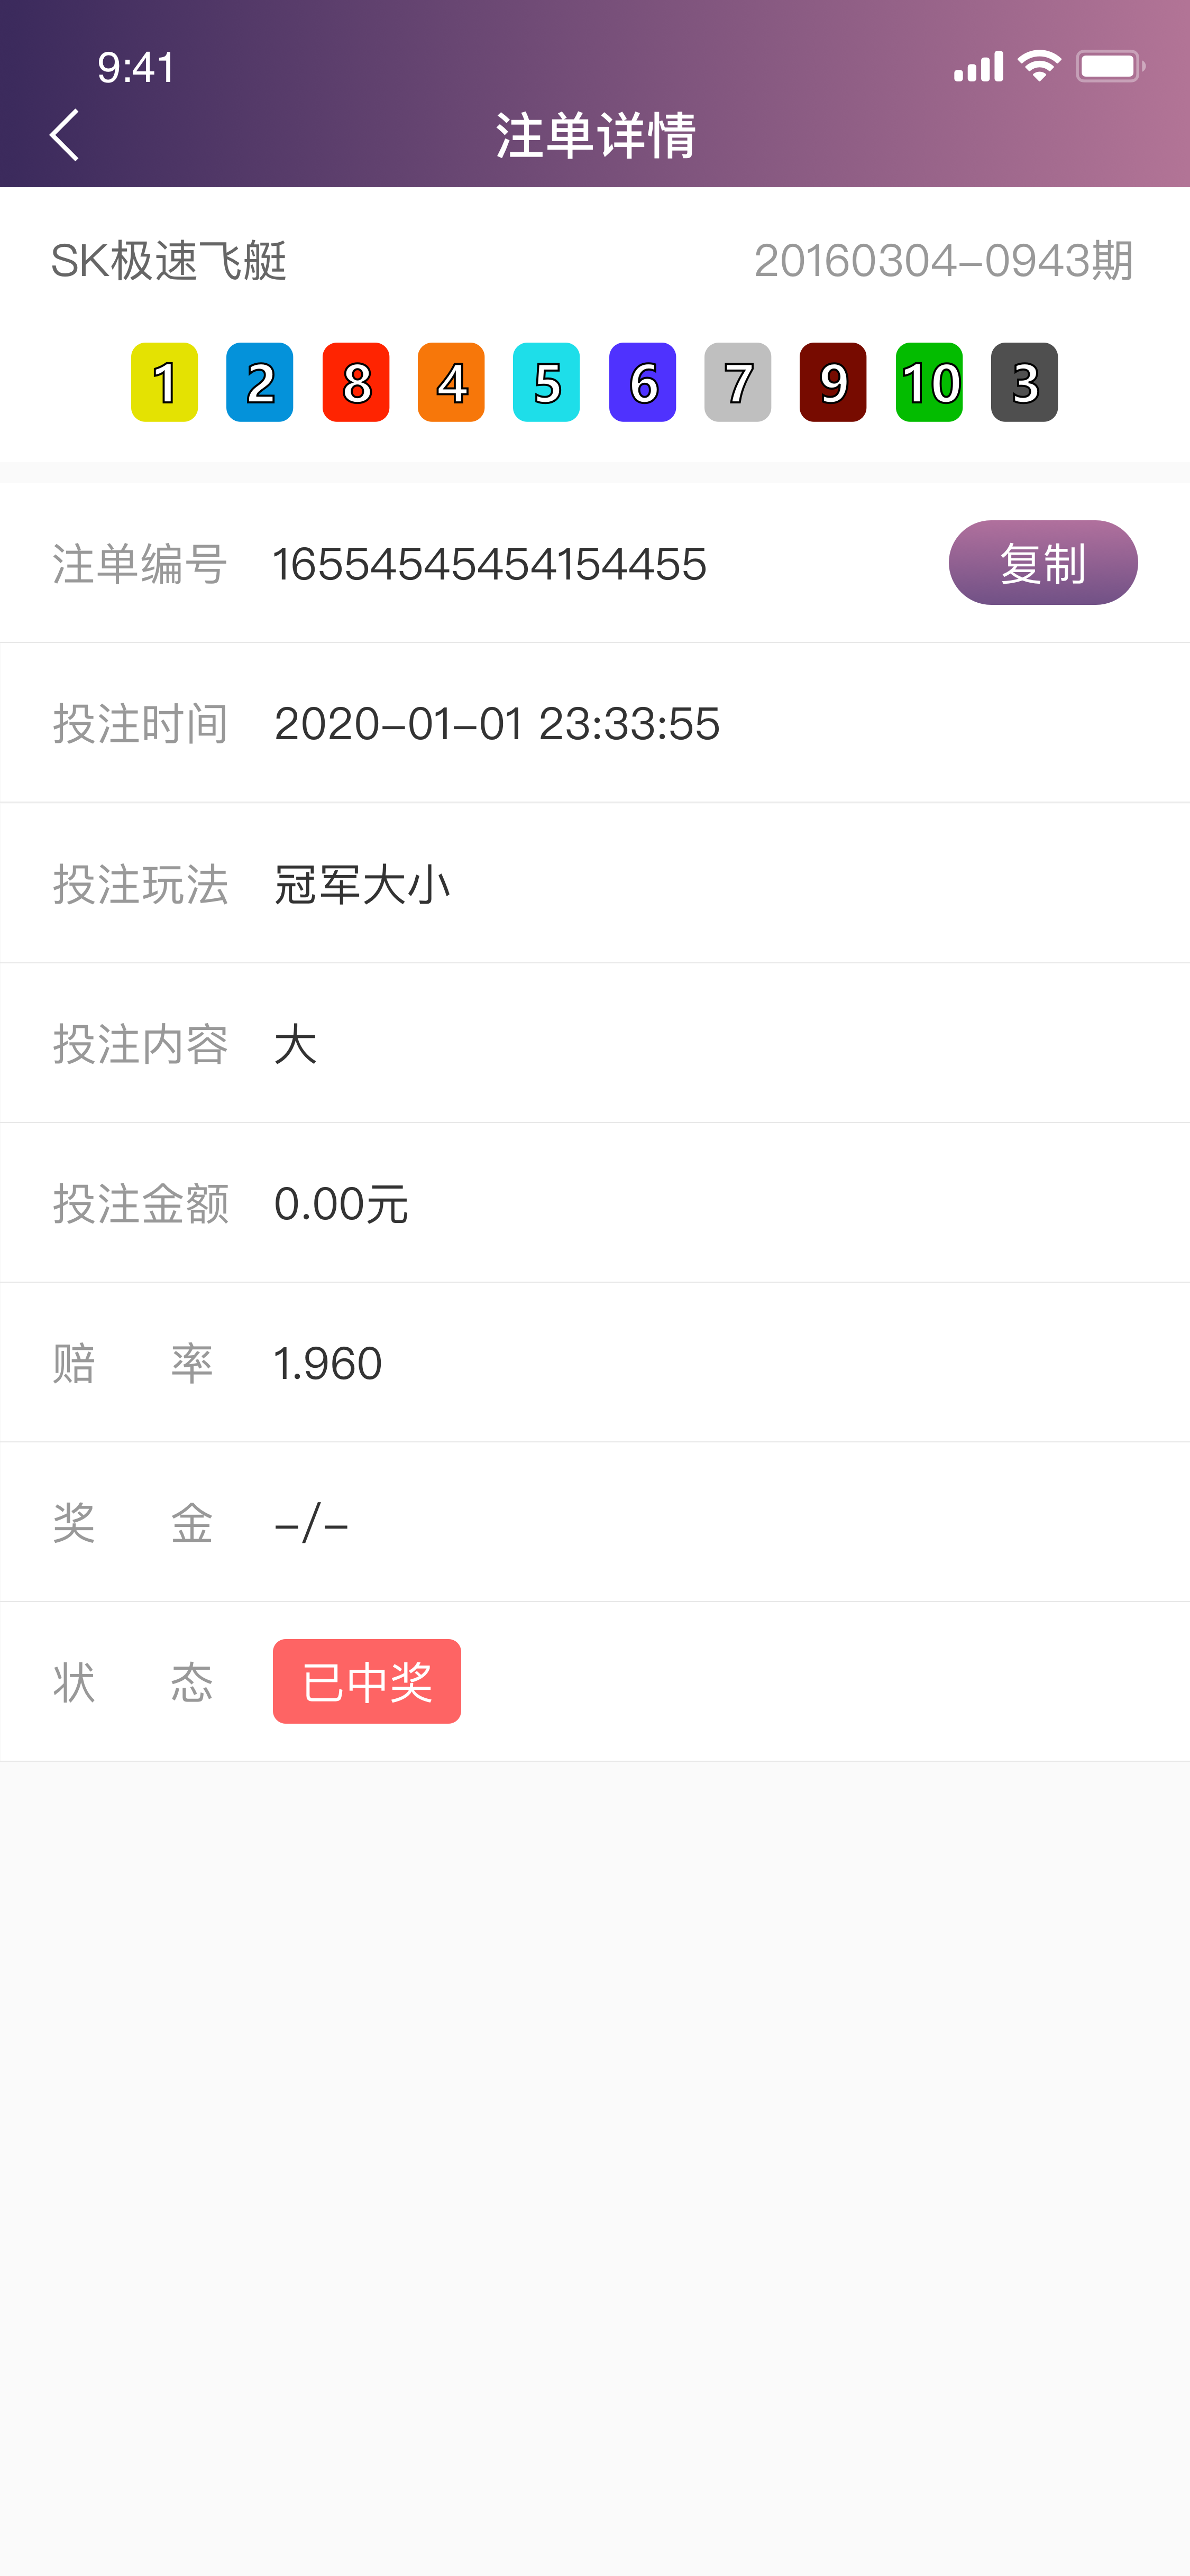 9:41
注单详情
SK极速飞艇 20160304-0943期
1 2 8 4 5 6 7 9 10 3
注单编号 16554545454154455 复制
投注时间 2020-01-01 23:33:55
投注玩法 冠军大小
投注内容 大
投注金额 0.00元
赔率 1.960
奖金 -/-
状态 已中奖